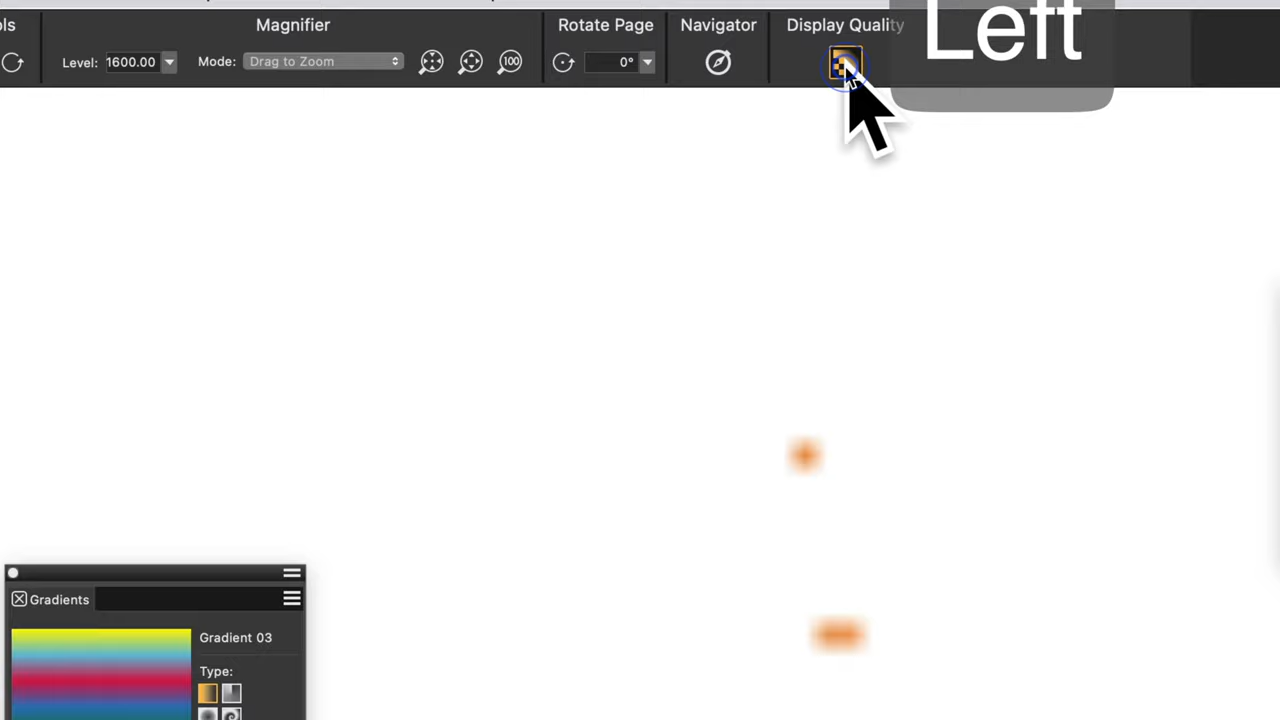 ols Magnifier Rotate Page Navigator Display Quality Left
Level: 1600.00 Mode: Drag to Zoom 100 0°
Gradients
Gradient 03
Type: